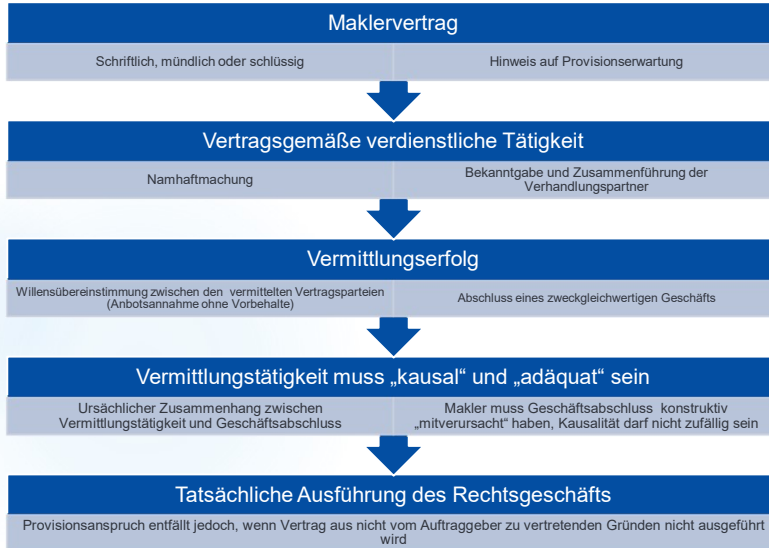 Maklervertrag
Schriftlich, mündlich oder schlüssig
Hinweis auf Provisionserwartung
Vertragsgemäße verdienstliche Tätigkeit
Namhaftmachung
Bekanntgabe und Zusammenführung der
Verhandlungspartner
Vermittlungserfolg
Willensübereinstimmung zwischen den vermittelten Vertragsparteien
(Anbotsannahme ohne Vorbehalte)
Abschluss eines zweckgleichwertigen Geschäfts
Vermittlungstätigkeit muss „kausal“ und „adäquat“ sein
Ursächlicher Zusammenhang zwischen
Vermittlungstätigkeit und Geschäftsabschluss
Makler muss Geschäftsabschluss konstruktiv
„mitverursacht“ haben, Kausalität darf nicht zufällig sein
Tatsächliche Ausführung des Rechtsgeschäfts
Provisionsanspruch entfällt jedoch, wenn Vertrag aus nicht vom Auftraggeber zu vertretenden Gründen nicht ausgeführt
wird